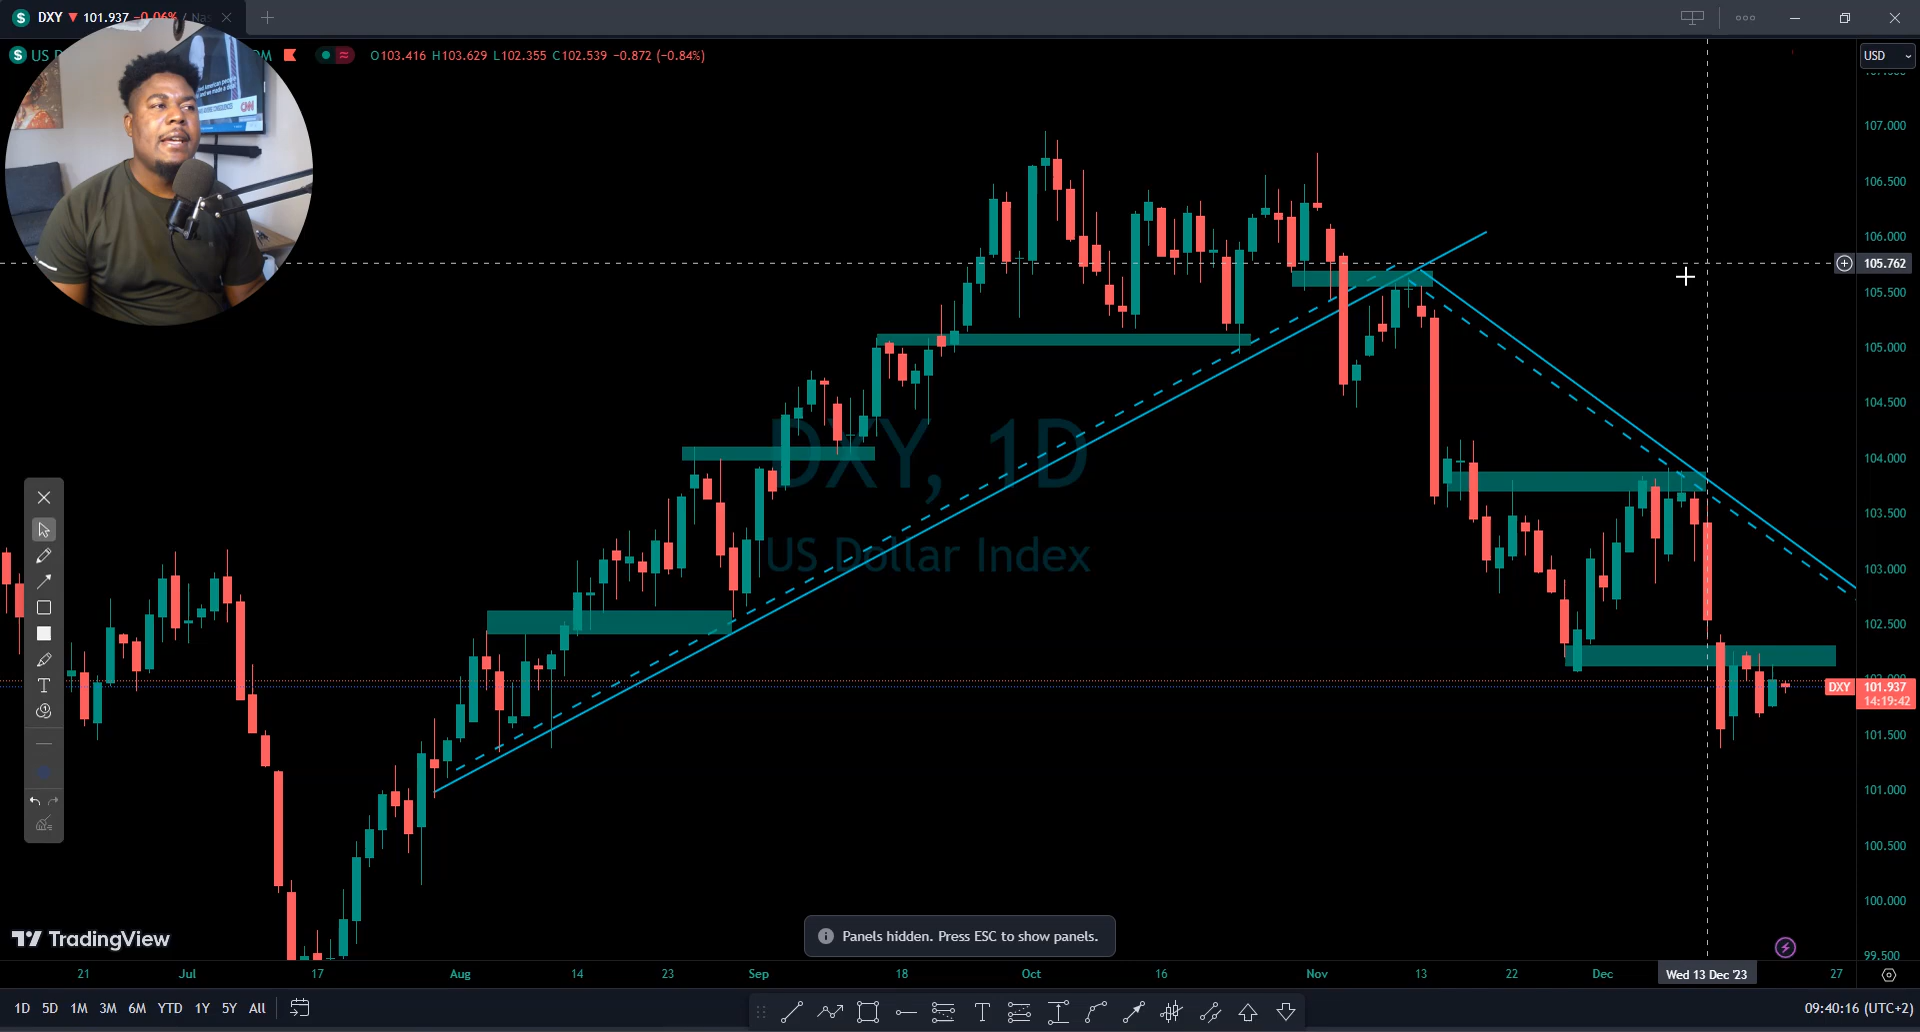 DXY 101.937 −0.06% / Nas
US D
O103.416 H103.629 L102.355 C102.539 −0.872 (−0.84%)
USD
CNN
107.000
106.500
106.000
105.762
105.500
105.000
104.500
104.000
103.500
103.000
102.500
DXY 101.937
14:19:42
101.500
101.000
100.500
100.000
99.500
DXY, 1D
US Dollar Index
TradingView
Panels hidden. Press ESC to show panels.
21 Jul 17 Aug 14 23 Sep 18 Oct 16 Nov 13 22 Dec Wed 13 Dec '23 27
1D 5D 1M 3M 6M YTD 1Y 5Y All
09:40:16 (UTC+2)